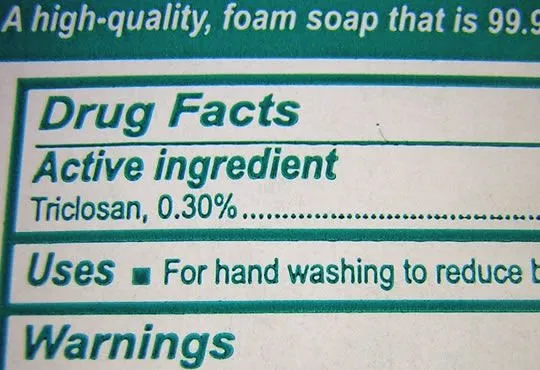 A high-quality, foam soap that is 99.9
Drug Facts
Active ingredient
Triclosan, 0.30%..........................................
Uses ■ For hand washing to reduce
Warnings